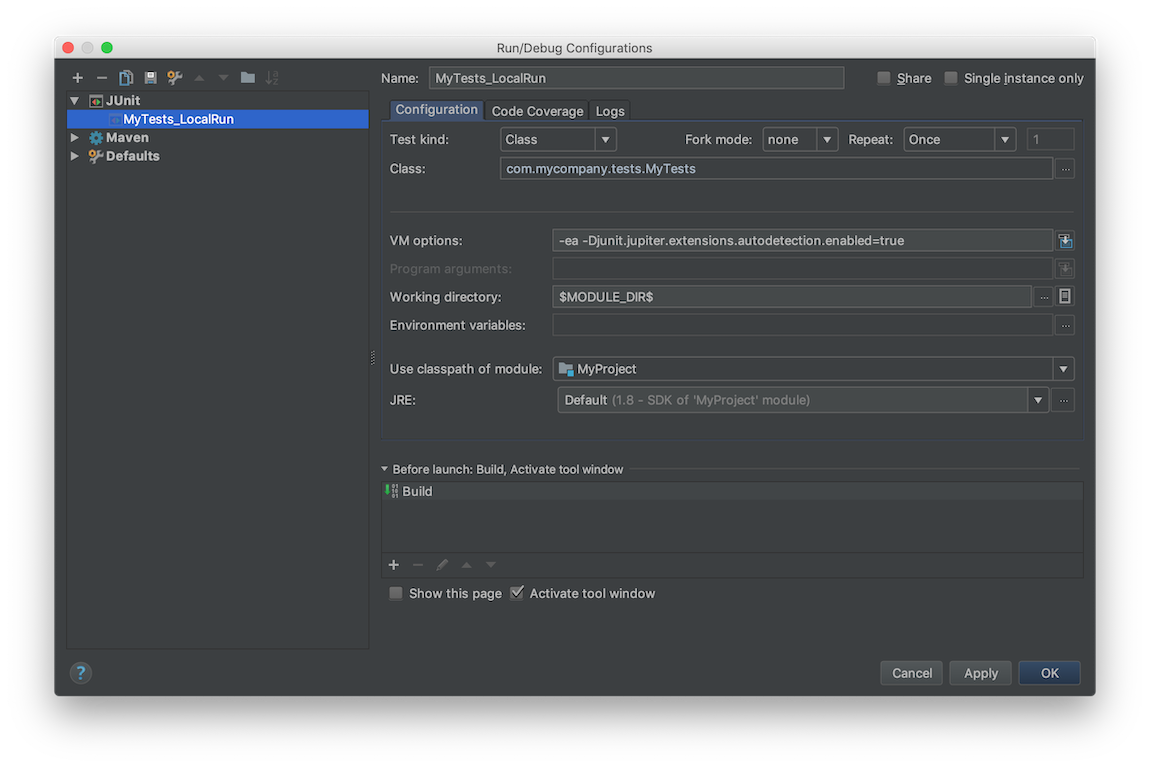 Run/Debug Configurations
Name: MyTests_LocalRun Share Single instance only
JUnit
MyTests_LocalRun
Maven
Defaults
Configuration Code Coverage Logs
Test kind: Class Fork mode: none Repeat: Once 1
Class: com.mycompany.tests.MyTests ...
VM options: -ea -Djunit.jupiter.extensions.autodetection.enabled=true
Program arguments:
Working directory: $MODULE_DIR$ ...
Environment variables: ...
Use classpath of module: MyProject
JRE: Default (1.8 - SDK of 'MyProject' module) ...
Before launch: Build, Activate tool window
Build
Show this page Activate tool window
? Cancel Apply OK